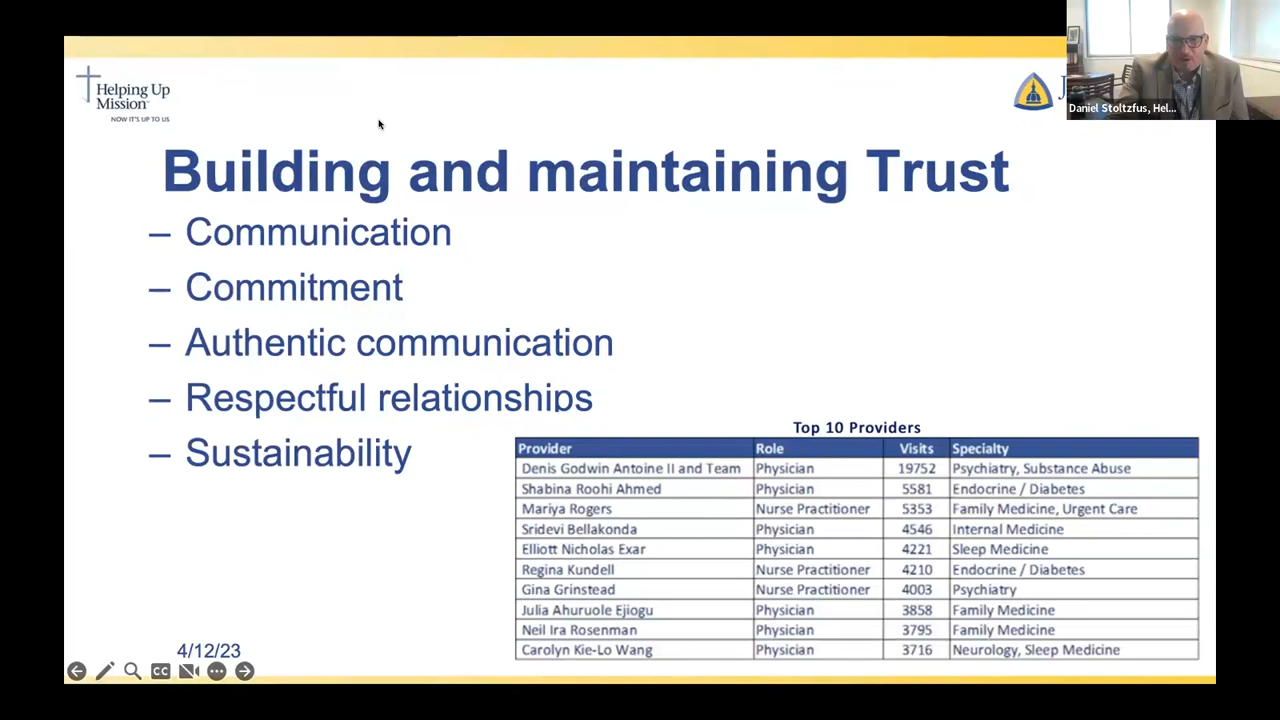 Helping Up
Mission
NOW IT'S UP TO US
Daniel Stoltzfus, Hel...
Building and maintaining Trust
– Communication
– Commitment
– Authentic communication
– Respectful relationships
– Sustainability
Top 10 Providers
Provider Role Visits Specialty
Denis Godwin Antoine II and Team Physician 19752 Psychiatry, Substance Abuse
Shabina Roohi Ahmed Physician 5581 Endocrine / Diabetes
Mariya Rogers Nurse Practitioner 5353 Family Medicine, Urgent Care
Sridevi Bellakonda Physician 4546 Internal Medicine
Elliott Nicholas Exar Physician 4221 Sleep Medicine
Regina Kundell Nurse Practitioner 4210 Endocrine / Diabetes
Gina Grinstead Nurse Practitioner 4003 Psychiatry
Julia Ahuruole Ejiogu Physician 3858 Family Medicine
Neil Ira Rosenman Physician 3795 Family Medicine
Carolyn Kie-Lo Wang Physician 3716 Neurology, Sleep Medicine
4/12/23
CC